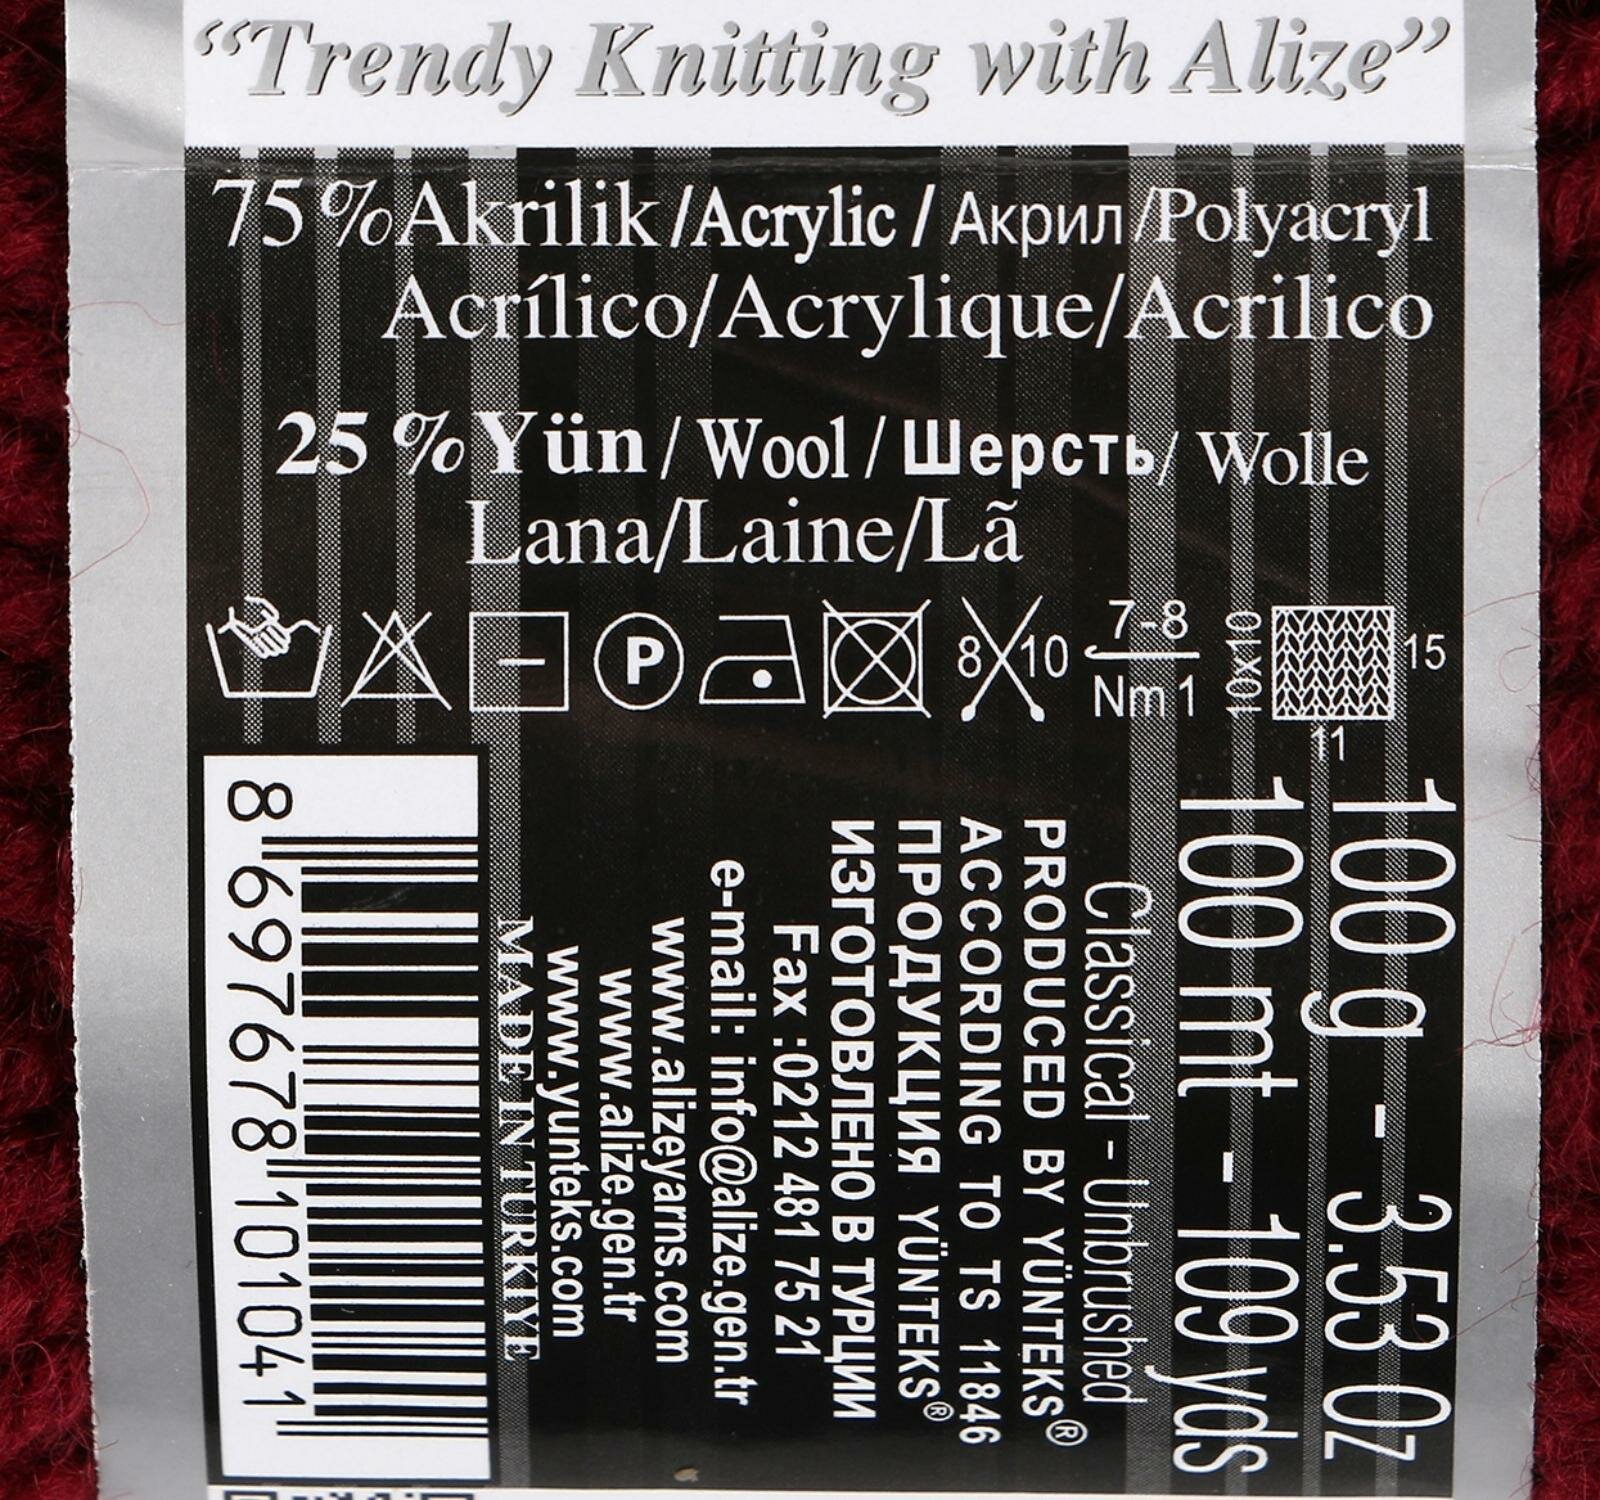 “Trendy Knitting with Alize”
75%Akrilik/Acrylic/Акрил/Polyacryl
Acrílico/Acrylique/Acrilico
25%Yün/Wool/Шерсть/Wolle
Lana/Laine/Lã
P
8 10
7-8
Nm1
10x10
15
11
100 g - 3.53 Oz
100 mt - 109 yds
Classical - Unbrushed
PRODUCED BY YÜNTEKS®
ACCORDING TO TS 11846
ПРОДУКЦИЯ YÜNTEKS®
ИЗГОТОВЛЕНО В ТУРЦИИ
Fax :0212 481 75 21
e-mail: info@alize.gen.tr
www.alizeyarns.com
www.alize.gen.tr
www.yunteks.com
MADE IN TÜRKİYE
8 697678 101041